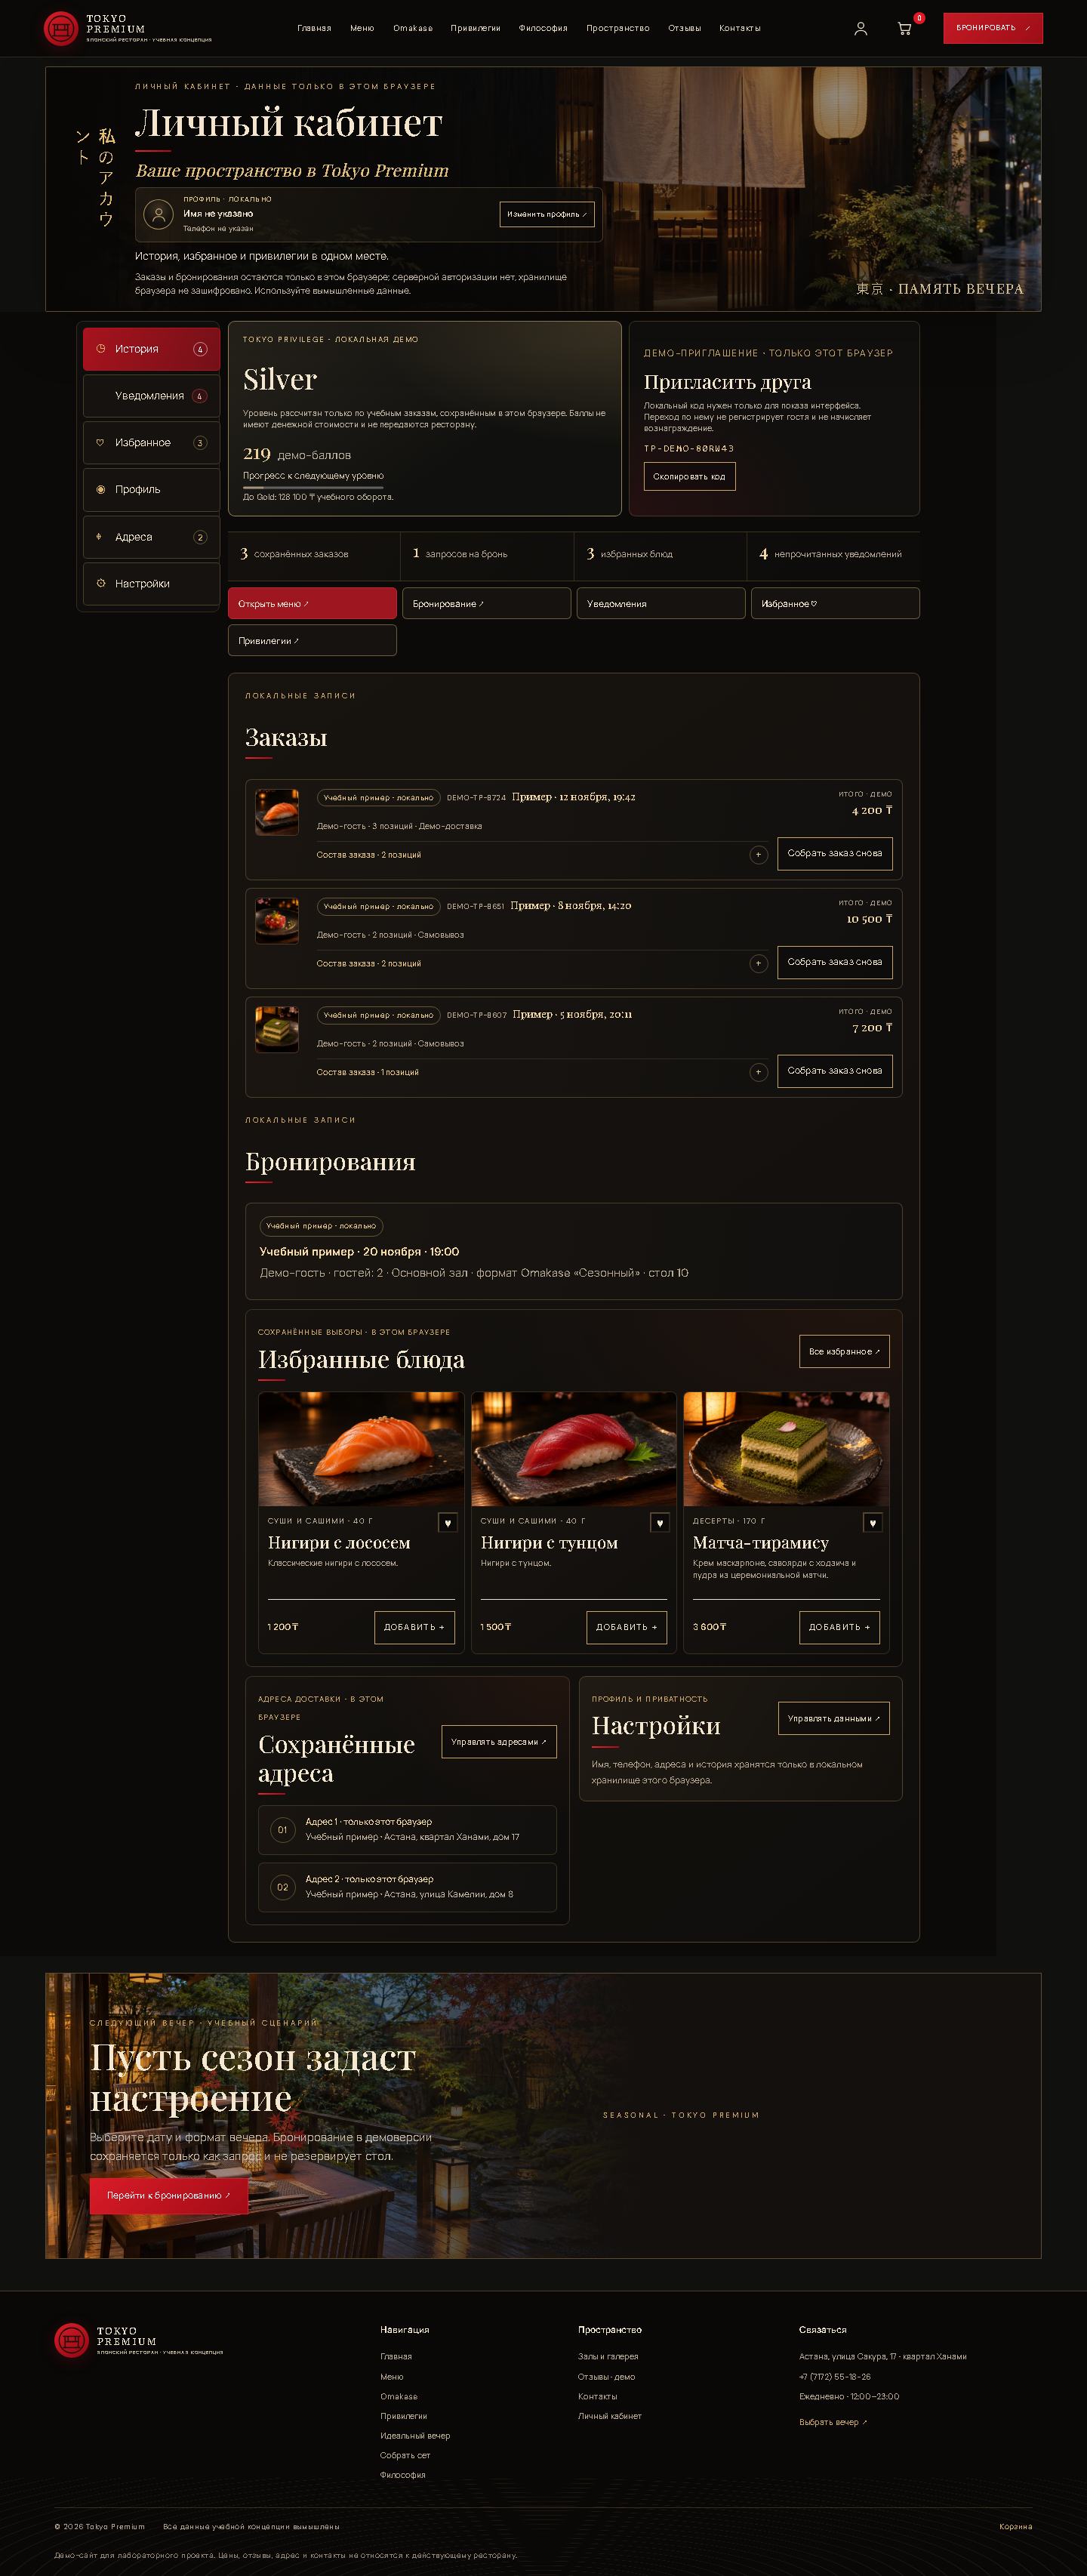 TOKYO
PREMIUM
ЯПОНСКИЙ РЕСТОРАН · УЧЕБНАЯ КОНЦЕПЦИЯ
Главная
Меню
Omakase
Привилегии
Философия
Пространство
Отзывы
Контакты
0
БРОНИРОВАТЬ ↗
ЛИЧНЫЙ КАБИНЕТ · ДАННЫЕ ТОЛЬКО В ЭТОМ БРАУЗЕРЕ
私のアカウント
Личный кабинет
Ваше пространство в Tokyo Premium
ПРОФИЛЬ · ЛОКАЛЬНО
Имя не указано
Телефон не указан
Изменить профиль ↗
История, избранное и привилегии в одном месте.
Заказы и бронирования остаются только в этом браузере: серверной авторизации нет, хранилище
браузера не зашифровано. Используйте вымышленные данные.
東京 · ПАМЯТЬ ВЕЧЕРА
История 4
Уведомления 4
Избранное 3
Профиль
Адреса 2
Настройки
TOKYO PRIVILEGE · ЛОКАЛЬНАЯ ДЕМО
Silver
Уровень рассчитан только по учебным заказам, сохранённым в этом браузере. Баллы не
имеют денежной стоимости и не передаются ресторану.
219 демо-баллов
Прогресс к следующему уровню
До Gold: 128 100 ₸ учебного оборота.
ДЕМО-ПРИГЛАШЕНИЕ · ТОЛЬКО ЭТОТ БРАУЗЕР
Пригласить друга
Локальный код нужен только для показа интерфейса.
Переход по нему не регистрирует гостя и не начисляет
вознаграждение.
TP-DEMO-80RW43
Скопировать код
3 сохранённых заказов
1 запросов на бронь
3 избранных блюд
4 непрочитанных уведомлений
Открыть меню ↗
Бронирование ↗
Уведомления
Избранное ♡
Привилегии ↗
ЛОКАЛЬНЫЕ ЗАПИСИ
Заказы
Учебный пример · локально DEMO-TP-8724 Пример · 12 ноября, 19:42
ИТОГО · ДЕМО
4 200 ₸
Демо-гость · 3 позиций · Демо-доставка
Состав заказа · 2 позиций +
Собрать заказ снова
Учебный пример · локально DEMO-TP-8651 Пример · 8 ноября, 14:20
ИТОГО · ДЕМО
10 500 ₸
Демо-гость · 2 позиций · Самовывоз
Состав заказа · 2 позиций +
Собрать заказ снова
Учебный пример · локально DEMO-TP-8607 Пример · 5 ноября, 20:11
ИТОГО · ДЕМО
7 200 ₸
Демо-гость · 2 позиций · Самовывоз
Состав заказа · 1 позиций +
Собрать заказ снова
ЛОКАЛЬНЫЕ ЗАПИСИ
Бронирования
Учебный пример · локально
Учебный пример · 20 ноября · 19:00
Демо-гость · гостей: 2 · Основной зал · формат Omakase «Сезонный» · стол 10
СОХРАНЁННЫЕ ВЫБОРЫ · В ЭТОМ БРАУЗЕРЕ
Избранные блюда
Все избранное ↗
СУШИ И САШИМИ · 40 Г
Нигири с лососем
Классические нигири с лососем.
1 200 ₸
ДОБАВИТЬ +
СУШИ И САШИМИ · 40 Г
Нигири с тунцом
Нигири с тунцом.
1 500 ₸
ДОБАВИТЬ +
ДЕСЕРТЫ · 170 Г
Матча-тирамису
Крем маскарпоне, савоярди с ходзича и
пудра из церемониальной матчи.
3 600 ₸
ДОБАВИТЬ +
АДРЕСА ДОСТАВКИ · В ЭТОМ
БРАУЗЕРЕ
Сохранённые
адреса
Управлять адресами ↗
01
Адрес 1 · только этот браузер
Учебный пример · Астана, квартал Ханами, дом 17
02
Адрес 2 · только этот браузер
Учебный пример · Астана, улица Камелии, дом 8
ПРОФИЛЬ И ПРИВАТНОСТЬ
Настройки
Управлять данными ↗
Имя, телефон, адреса и история хранятся только в локальном
хранилище этого браузера.
СЛЕДУЮЩИЙ ВЕЧЕР · УЧЕБНЫЙ СЦЕНАРИЙ
Пусть сезон задаст
настроение
Выберите дату и формат вечера. Бронирование в демоверсии
сохраняется только как запрос и не резервирует стол.
Перейти к бронированию ↗
SEASONAL · TOKYO PREMIUM
TOKYO
PREMIUM
ЯПОНСКИЙ РЕСТОРАН · УЧЕБНАЯ КОНЦЕПЦИЯ
Навигация
Главная
Меню
Omakase
Привилегии
Идеальный вечер
Собрать сет
Философия
Пространство
Залы и галерея
Отзывы · демо
Контакты
Личный кабинет
Связаться
Астана, улица Сакура, 17 · квартал Ханами
+7 (7172) 55-18-26
Ежедневно · 12:00–23:00
Выбрать вечер ↗
© 2026 Tokyo Premium
Все данные учебной концепции вымышлены
Корзина
Демо-сайт для лабораторного проекта. Цены, отзывы, адрес и контакты не относятся к действующему ресторану.